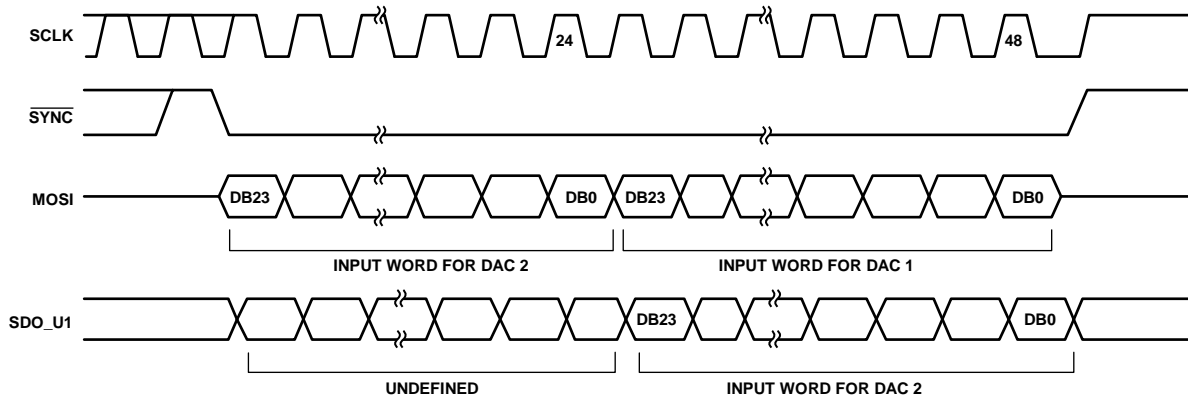 SCLK
24
48
SYNC
MOSI
DB23
DB0
DB23
DB0
INPUT WORD FOR DAC 2
INPUT WORD FOR DAC 1
SDO_U1
DB23
DB0
UNDEFINED
INPUT WORD FOR DAC 2